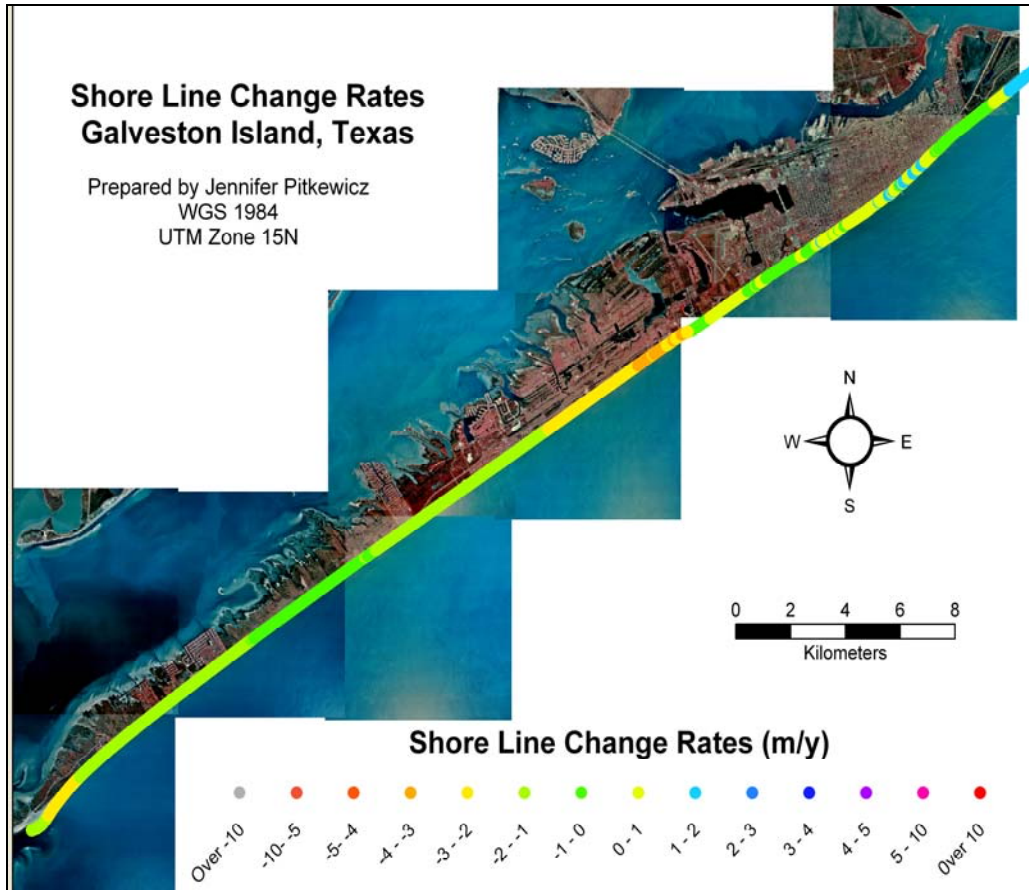 Shore Line Change Rates
Galveston Island, Texas
Prepared by Jennifer Pitkewicz
WGS 1984
UTM Zone 15N
N
W E
S
0 2 4 6 8
Kilometers
Shore Line Change Rates (m/y)
Over -10 -10 - -5 -5 - -4 -4 - -3 -3 - -2 -2 - -1 -1 - 0 0 - 1 1 - 2 2 - 3 3 - 4 4 - 5 5 - 10 0ver 10